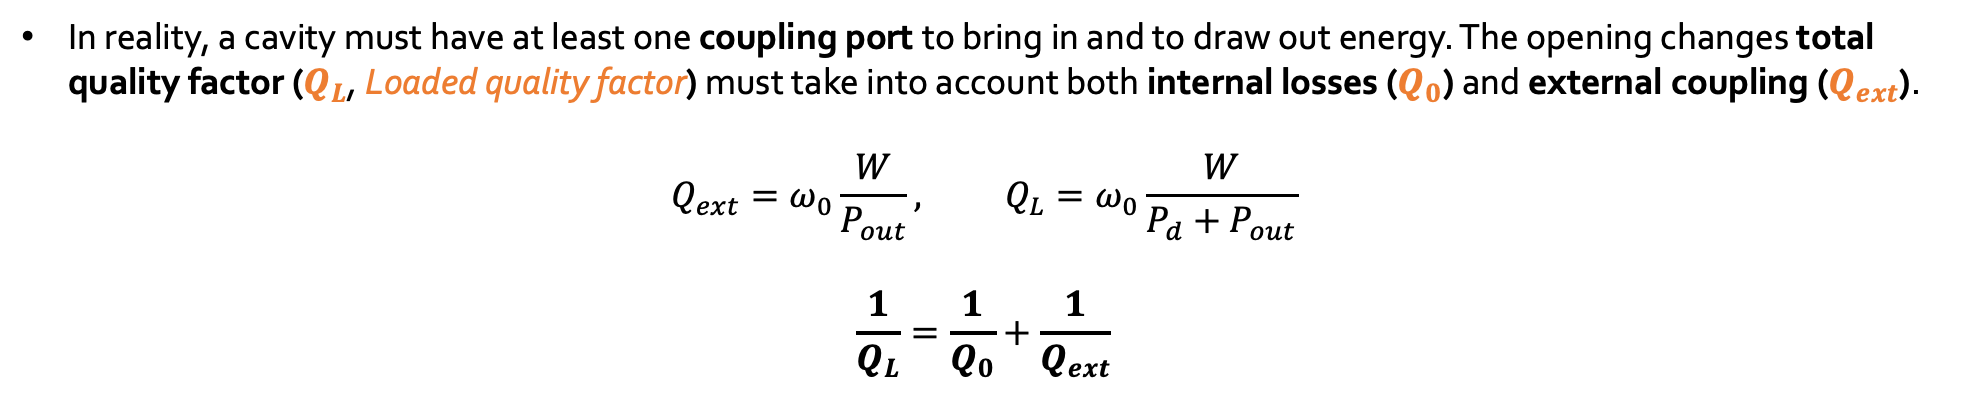 • In reality, a cavity must have at least one coupling port to bring in and to draw out energy. The opening changes total
quality factor (Q_L, Loaded quality factor) must take into account both internal losses (Q_0) and external coupling (Q_ext).
Q_ext = ω_0 W/P_out, Q_L = ω_0 W/(P_d + P_out)
1/Q_L = 1/Q_0 + 1/Q_ext